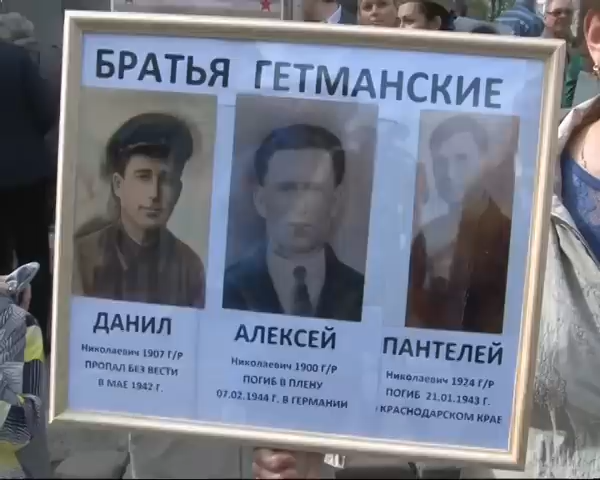 БРАТЬЯ ГЕТМАНСКИЕ
ДАНИЛ
Николаевич 1907 Г/Р
ПРОПАЛ БЕЗ ВЕСТИ
В МАЕ 1942 Г.
АЛЕКСЕЙ
Николаевич 1900 Г/Р
ПОГИБ В ПЛЕНУ
07.02.1944 Г. В ГЕРМАНИИ
ПАНТЕЛЕЙ
Николаевич 1924 Г/Р
ПОГИБ 21.01.1943 Г.
КРАСНОДАРСКОМ КРАЕ